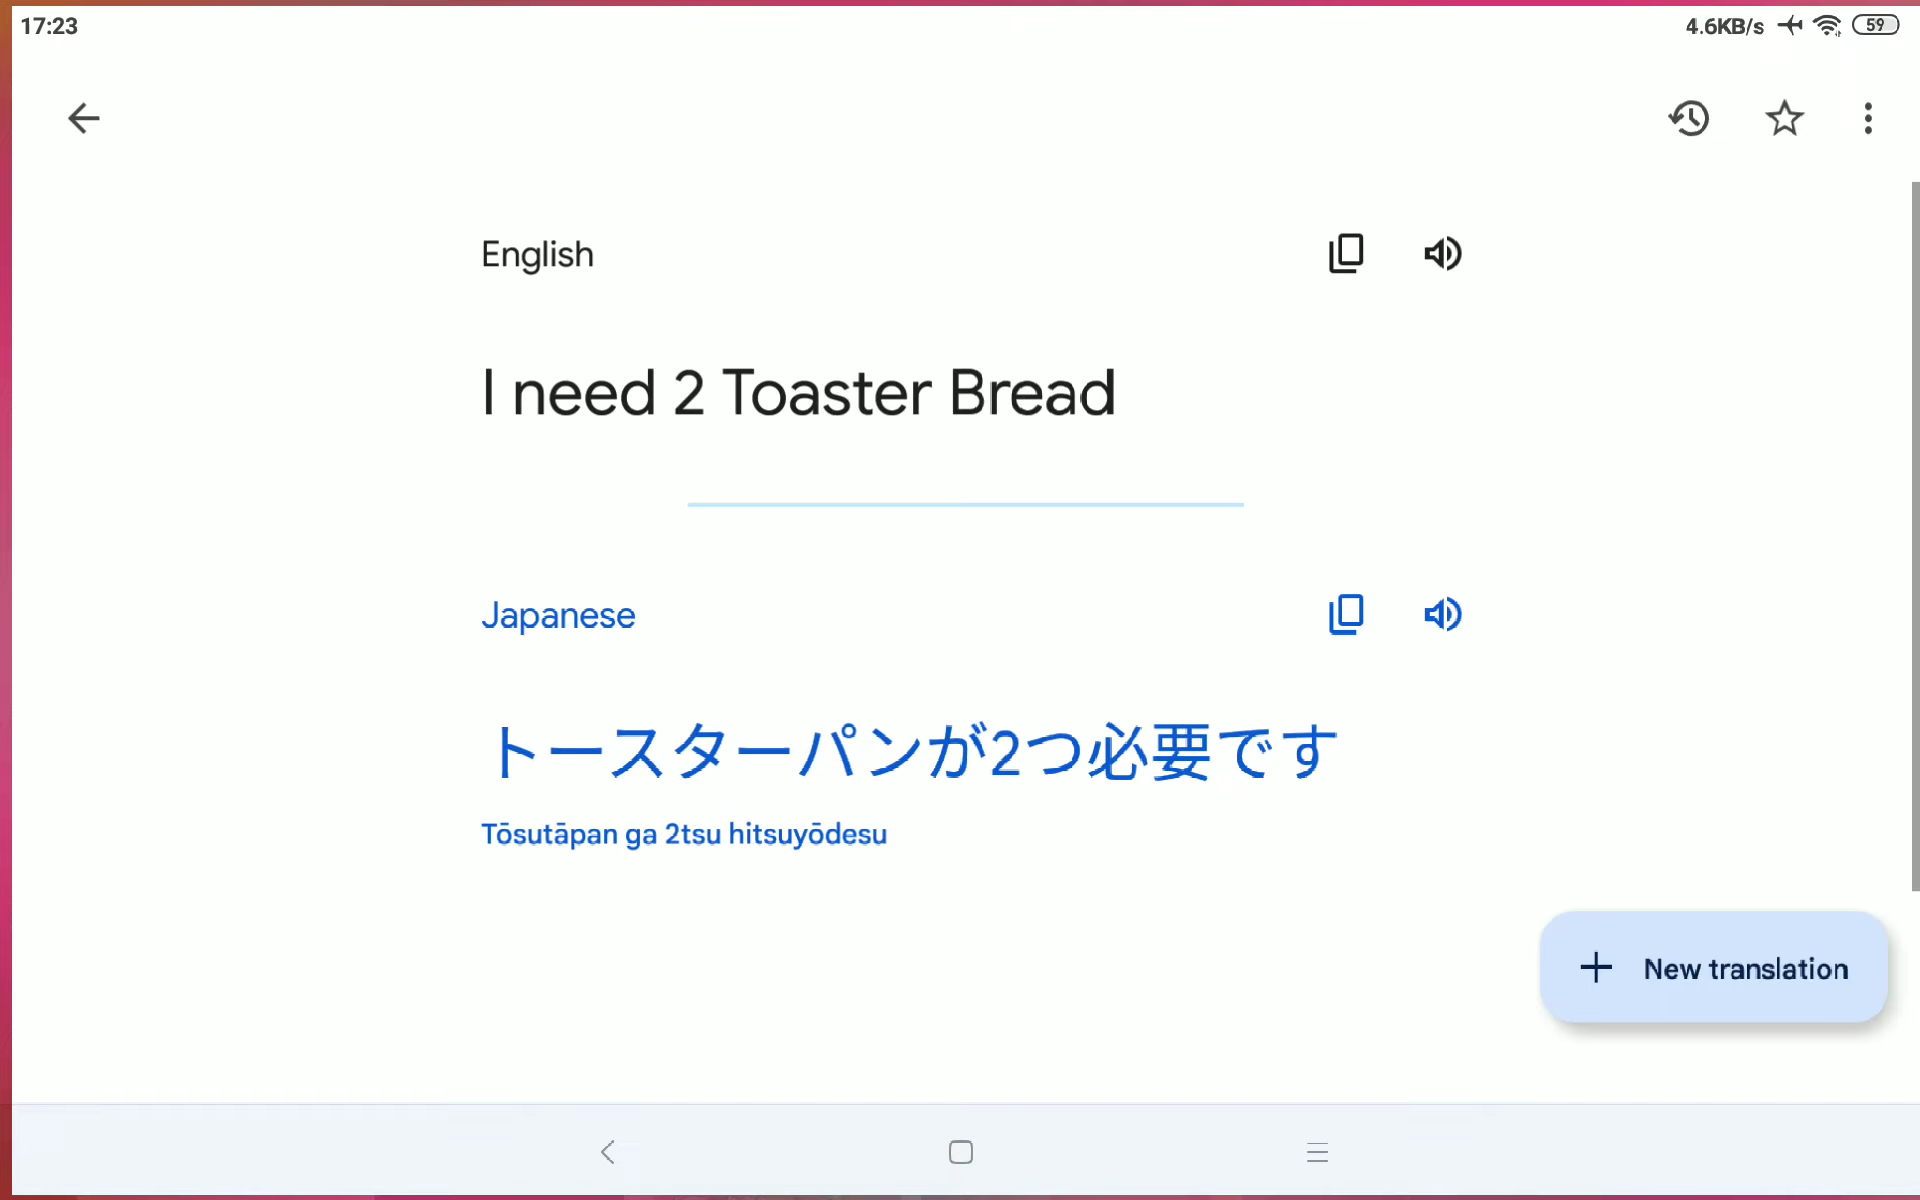 17:23
4.6KB/s
59
English
I need 2 Toaster Bread
Japanese
トースターパンが2つ必要です
Tōsutāpan ga 2tsu hitsuyōdesu
New translation